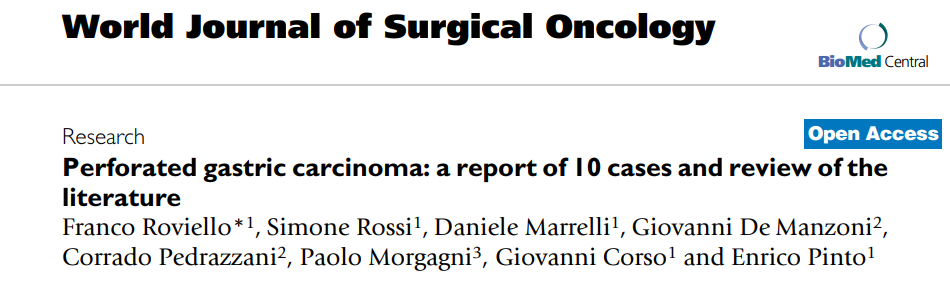 World Journal of Surgical Oncology
BioMed Central
Research
Open Access
Perforated gastric carcinoma: a report of 10 cases and review of the
literature
Franco Roviello*1, Simone Rossi1, Daniele Marrelli1, Giovanni De Manzoni2,
Corrado Pedrazzani2, Paolo Morgagni3, Giovanni Corso1 and Enrico Pinto1